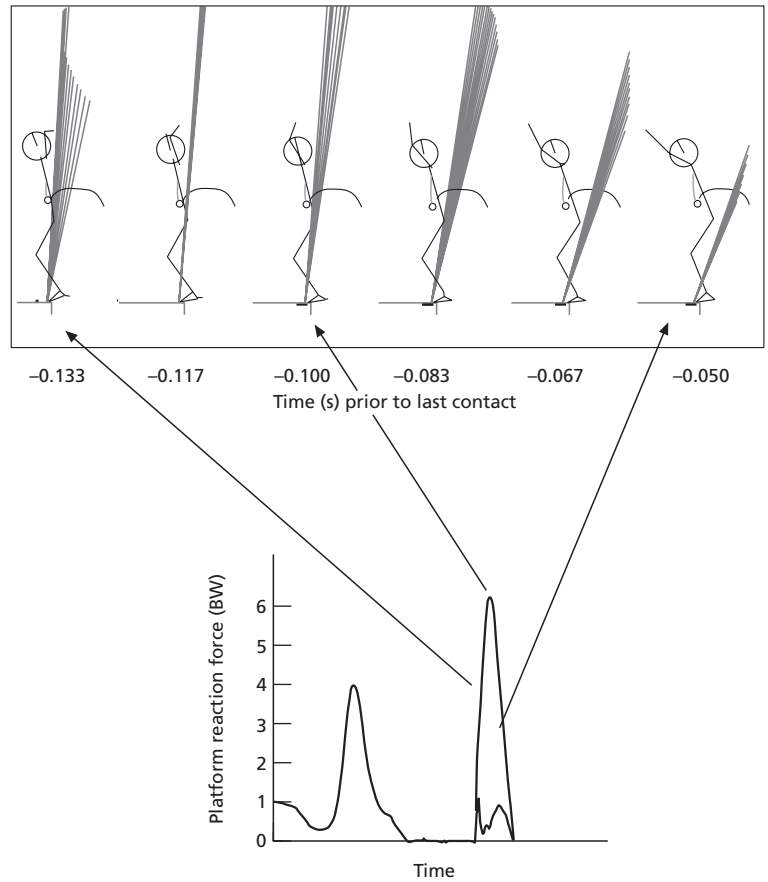 –0.133 –0.117 –0.100 –0.083 –0.067 –0.050
Time (s) prior to last contact
Platform reaction force (BW)
6
5
4
3
2
1
0
Time